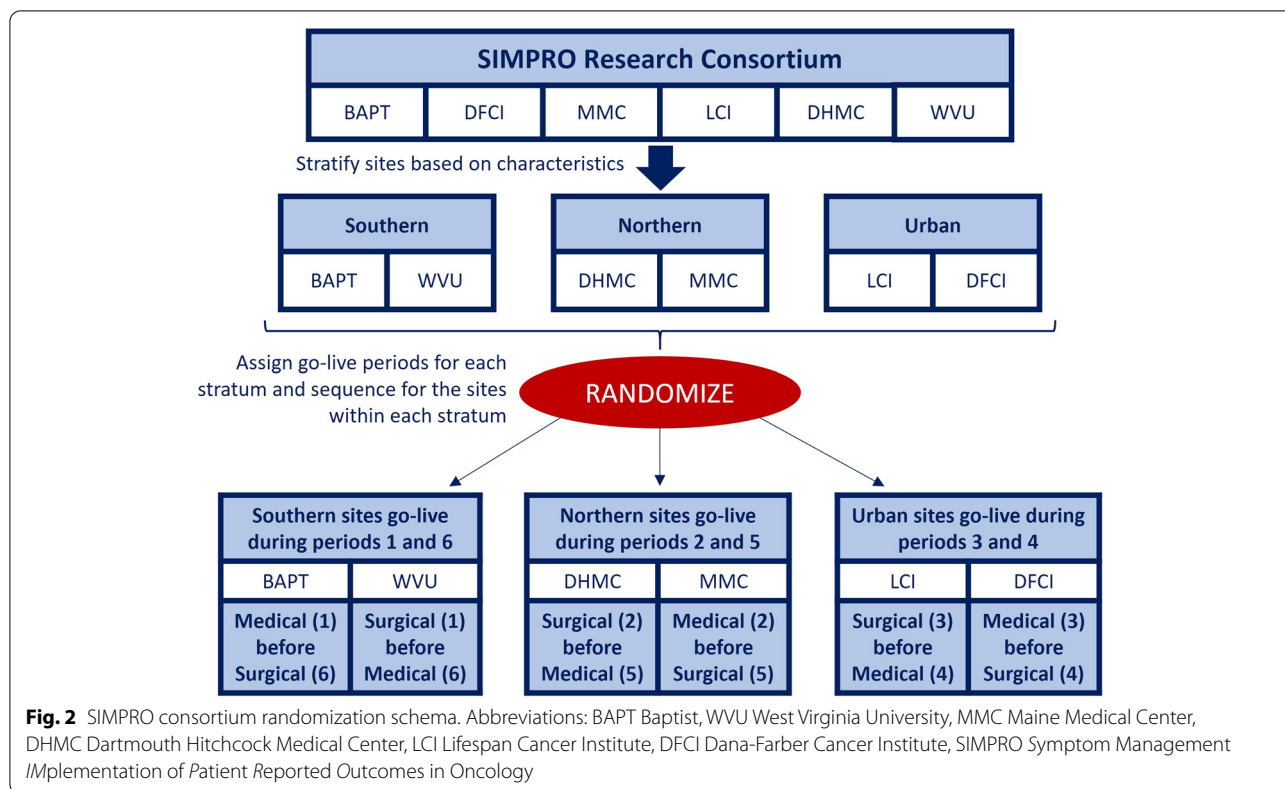 SIMPRO Research Consortium
BAPT DFCI MMC LCI DHMC WVU
Stratify sites based on characteristics
Southern
BAPT WVU
Northern
DHMC MMC
Urban
LCI DFCI
Assign go-live periods for each
stratum and sequence for the sites
within each stratum
RANDOMIZE
Southern sites go-live
during periods 1 and 6
BAPT WVU
Medical (1)
before
Surgical (6)
Surgical (1)
before
Medical (6)
Northern sites go-live
during periods 2 and 5
DHMC MMC
Surgical (2)
before
Medical (5)
Medical (2)
before
Surgical (5)
Urban sites go-live during
periods 3 and 4
LCI DFCI
Surgical (3)
before
Medical (4)
Medical (3)
before
Surgical (4)
Fig. 2 SIMPRO consortium randomization schema. Abbreviations: BAPT Baptist, WVU West Virginia University, MMC Maine Medical Center,
DHMC Dartmouth Hitchcock Medical Center, LCI Lifespan Cancer Institute, DFCI Dana-Farber Cancer Institute, SIMPRO Symptom Management
IMplementation of Patient Reported Outcomes in Oncology